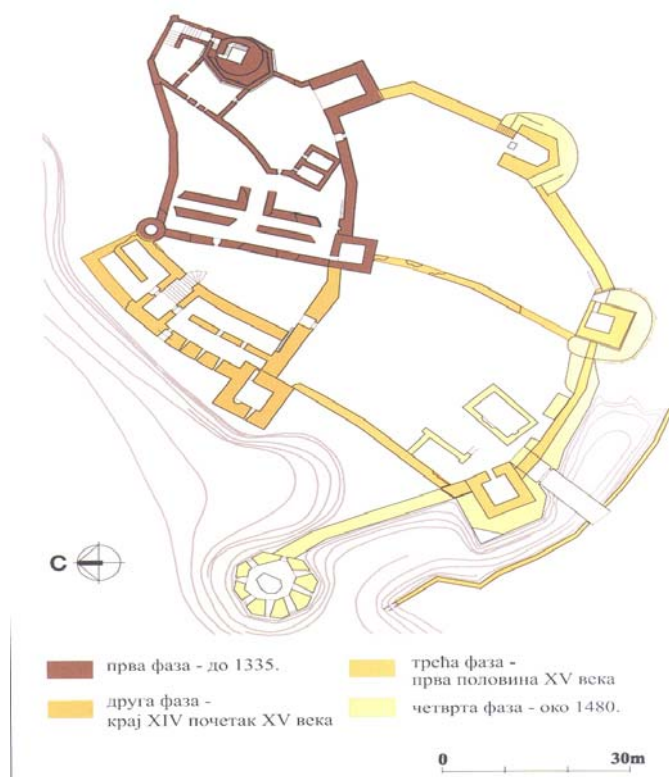 С
прва фаза - до 1335.
друга фаза -
крај XIV почетак XV века
трећа фаза -
прва половина XV века
четврта фаза - око 1480.
0 30m